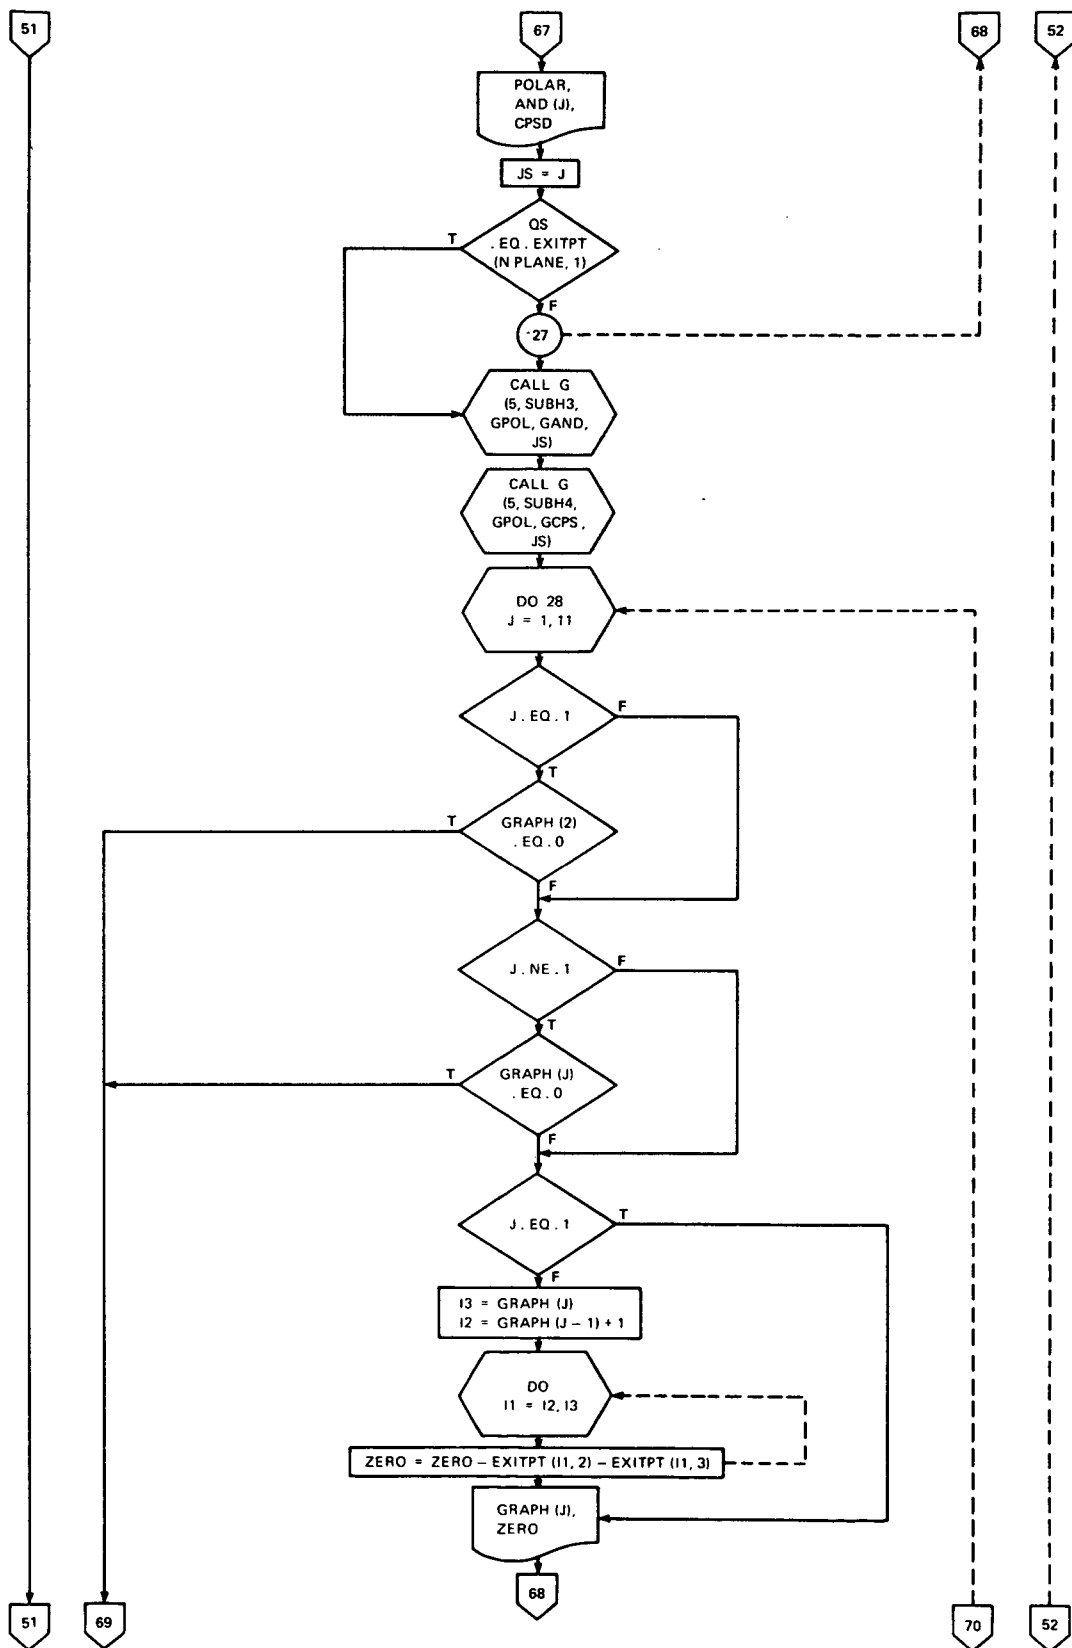 51
67
68
52
POLAR,
AND (J),
CPSD
JS = J
QS
.EQ. EXITPT
(N PLANE, 1)
T
F
27
CALL G
(5, SUBH3,
GPOL, GAND,
JS)
CALL G
(5, SUBH4,
GPOL, GCPS,
JS)
DO 28
J = 1, 11
J.EQ.1
F
T
GRAPH (2)
.EQ.0
T
F
J.NE.1
F
T
GRAPH (J)
.EQ.0
T
F
J.EQ.1
T
F
I3 = GRAPH (J)
I2 = GRAPH (J – 1) + 1
DO
I1 = I2, I3
ZERO = ZERO – EXITPT (I1, 2) – EXITPT (I1, 3)
GRAPH (J),
ZERO
68
51
69
70
52